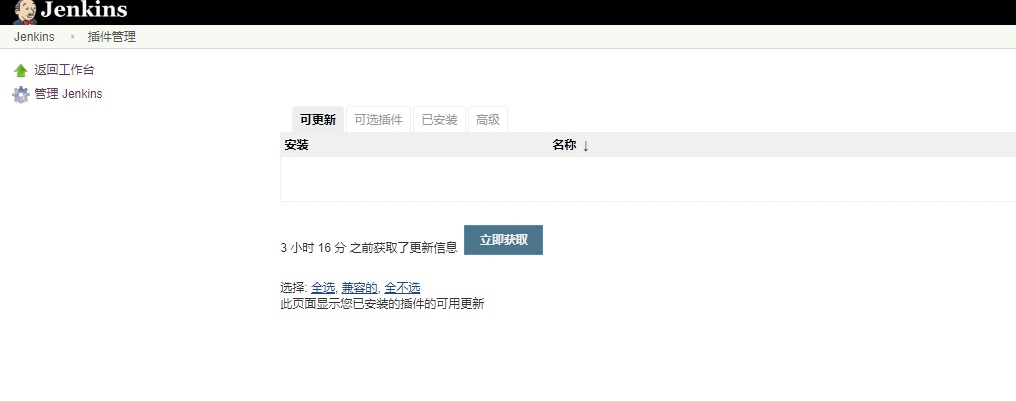 Jenkins
Jenkins 插件管理
返回工作台
管理 Jenkins
可更新 可选插件 已安装 高级
安装 名称 ↓
3 小时 16 分 之前获取了更新信息 立即获取
选择: 全选, 兼容的, 全不选
此页面显示您已安装的插件的可用更新